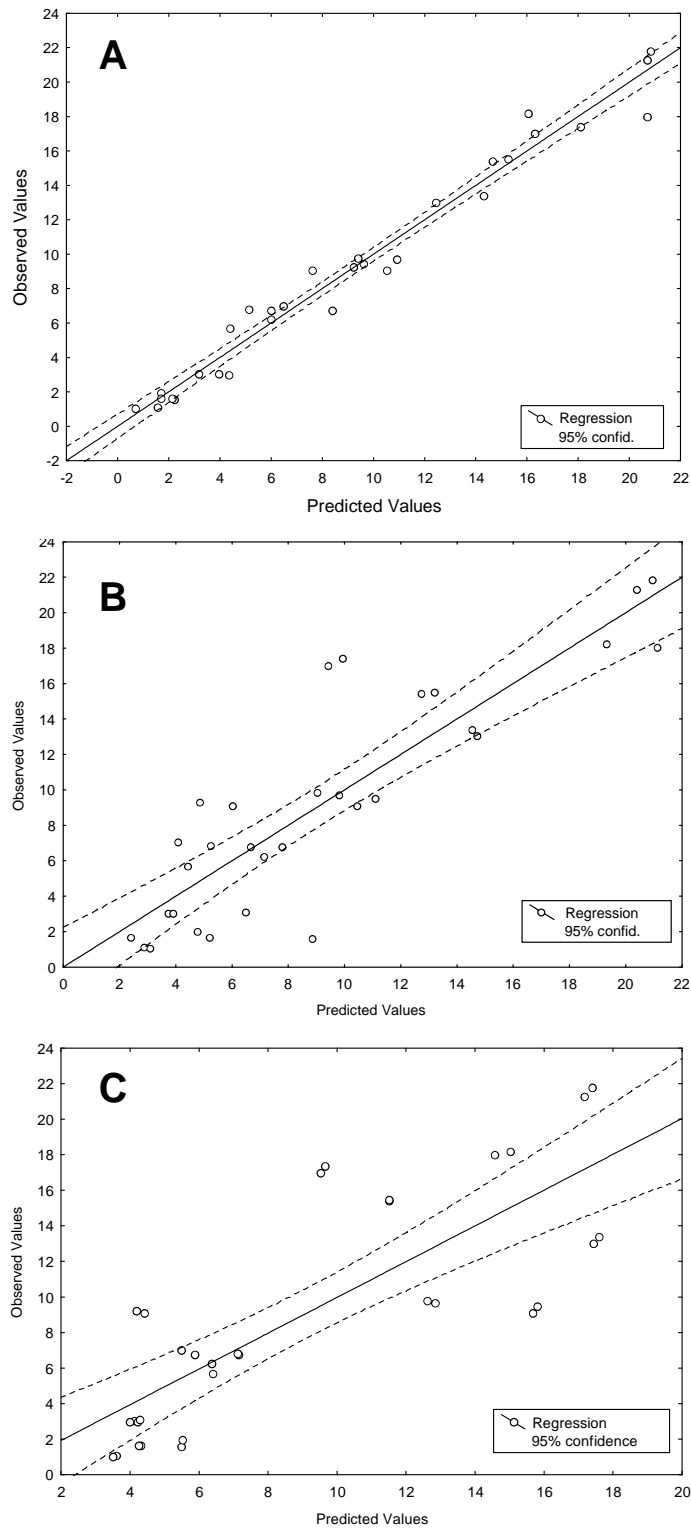 A
22
20
18
16
14
12
10
8
6
4
2
0
-2
Observed Values
Regression
95% confid.
-2 0 2 4 6 8 10 12 14 16 18 20 22
Predicted Values
B
24
22
20
18
16
14
12
10
8
6
4
2
0
Observed Values
Regression
95% confid.
0 2 4 6 8 10 12 14 16 18 20 22
Predicted Values
C
24
22
20
18
16
14
12
10
8
6
4
2
0
Observed Values
Regression
95% confidence
2 4 6 8 10 12 14 16 18 20
Predicted Values